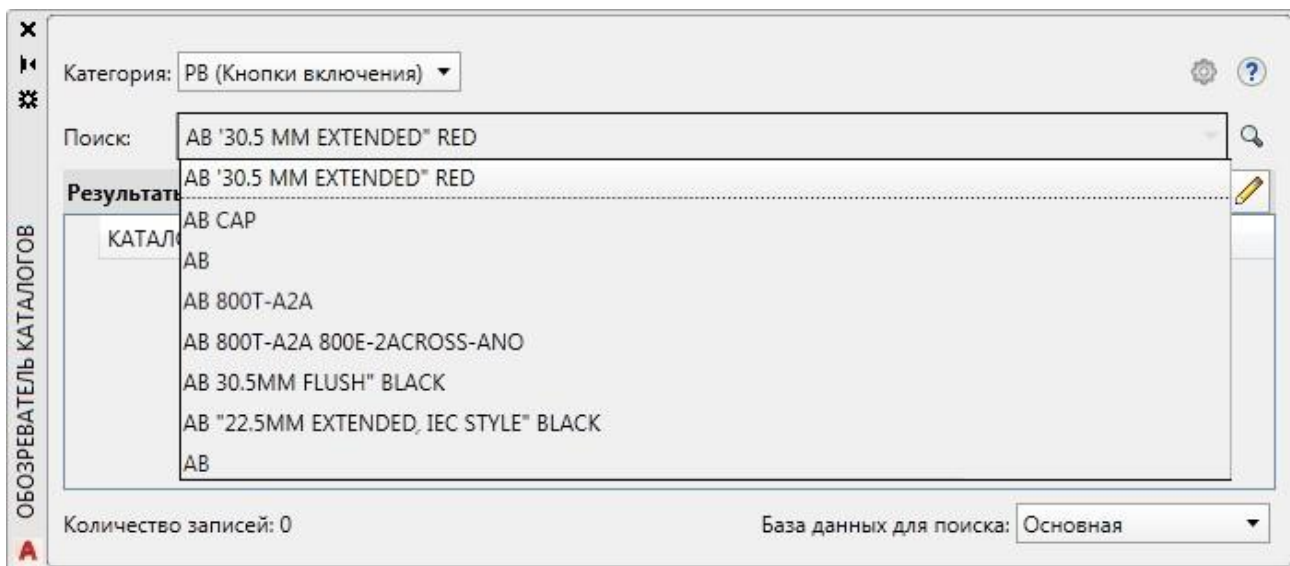 Категория: PB (Кнопки включения)
Поиск: AB '30.5 MM EXTENDED" RED
AB '30.5 MM EXTENDED" RED
Результаты
AB CAP
КАТАЛО
AB
AB 800T-A2A
AB 800T-A2A 800E-2ACROSS-ANO
AB 30.5MM FLUSH" BLACK
AB "22.5MM EXTENDED, IEC STYLE" BLACK
AB
Количество записей: 0 База данных для поиска: Основная
ОБОЗРЕВАТЕЛЬ КАТАЛОГОВ